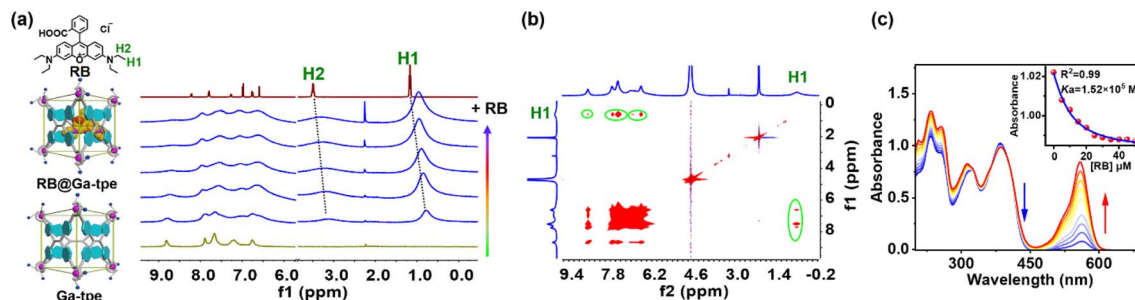 (a)
HOOC
Cl⁻
N
O⁺
N
H2
H1
RB
RB@Ga-tpe
Ga-tpe
H2
H1
+ RB
9.0 8.0 7.0 6.0 4.0 3.0 2.0 1.0 0.0
f1 (ppm)
(b)
H1
H1
0
2
4
6
8
f1 (ppm)
9.4 7.8 6.2 4.6 3.0 1.4 -0.2
f2 (ppm)
(c)
Absorbance
1.5
1.0
0.5
0.0
300 450 600
Wavelength (nm)
R²=0.99
Ka=1.52×10⁵ M
Absorbance
1.02
1.00
0 20 40
[RB] μM